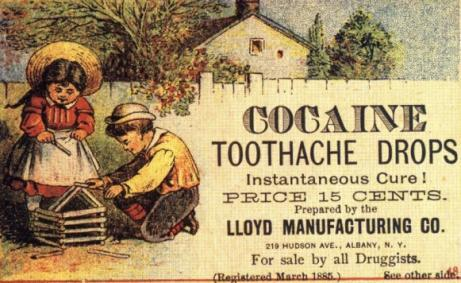 COCAINE
TOOTHACHE DROPS
Instantaneous Cure!
PRICE 15 CENTS.
Prepared by the
LLOYD MANUFACTURING CO.
219 HUDSON AVE., ALBANY, N. Y.
For sale by all Druggists.
(Registered March 1885.) See other side.